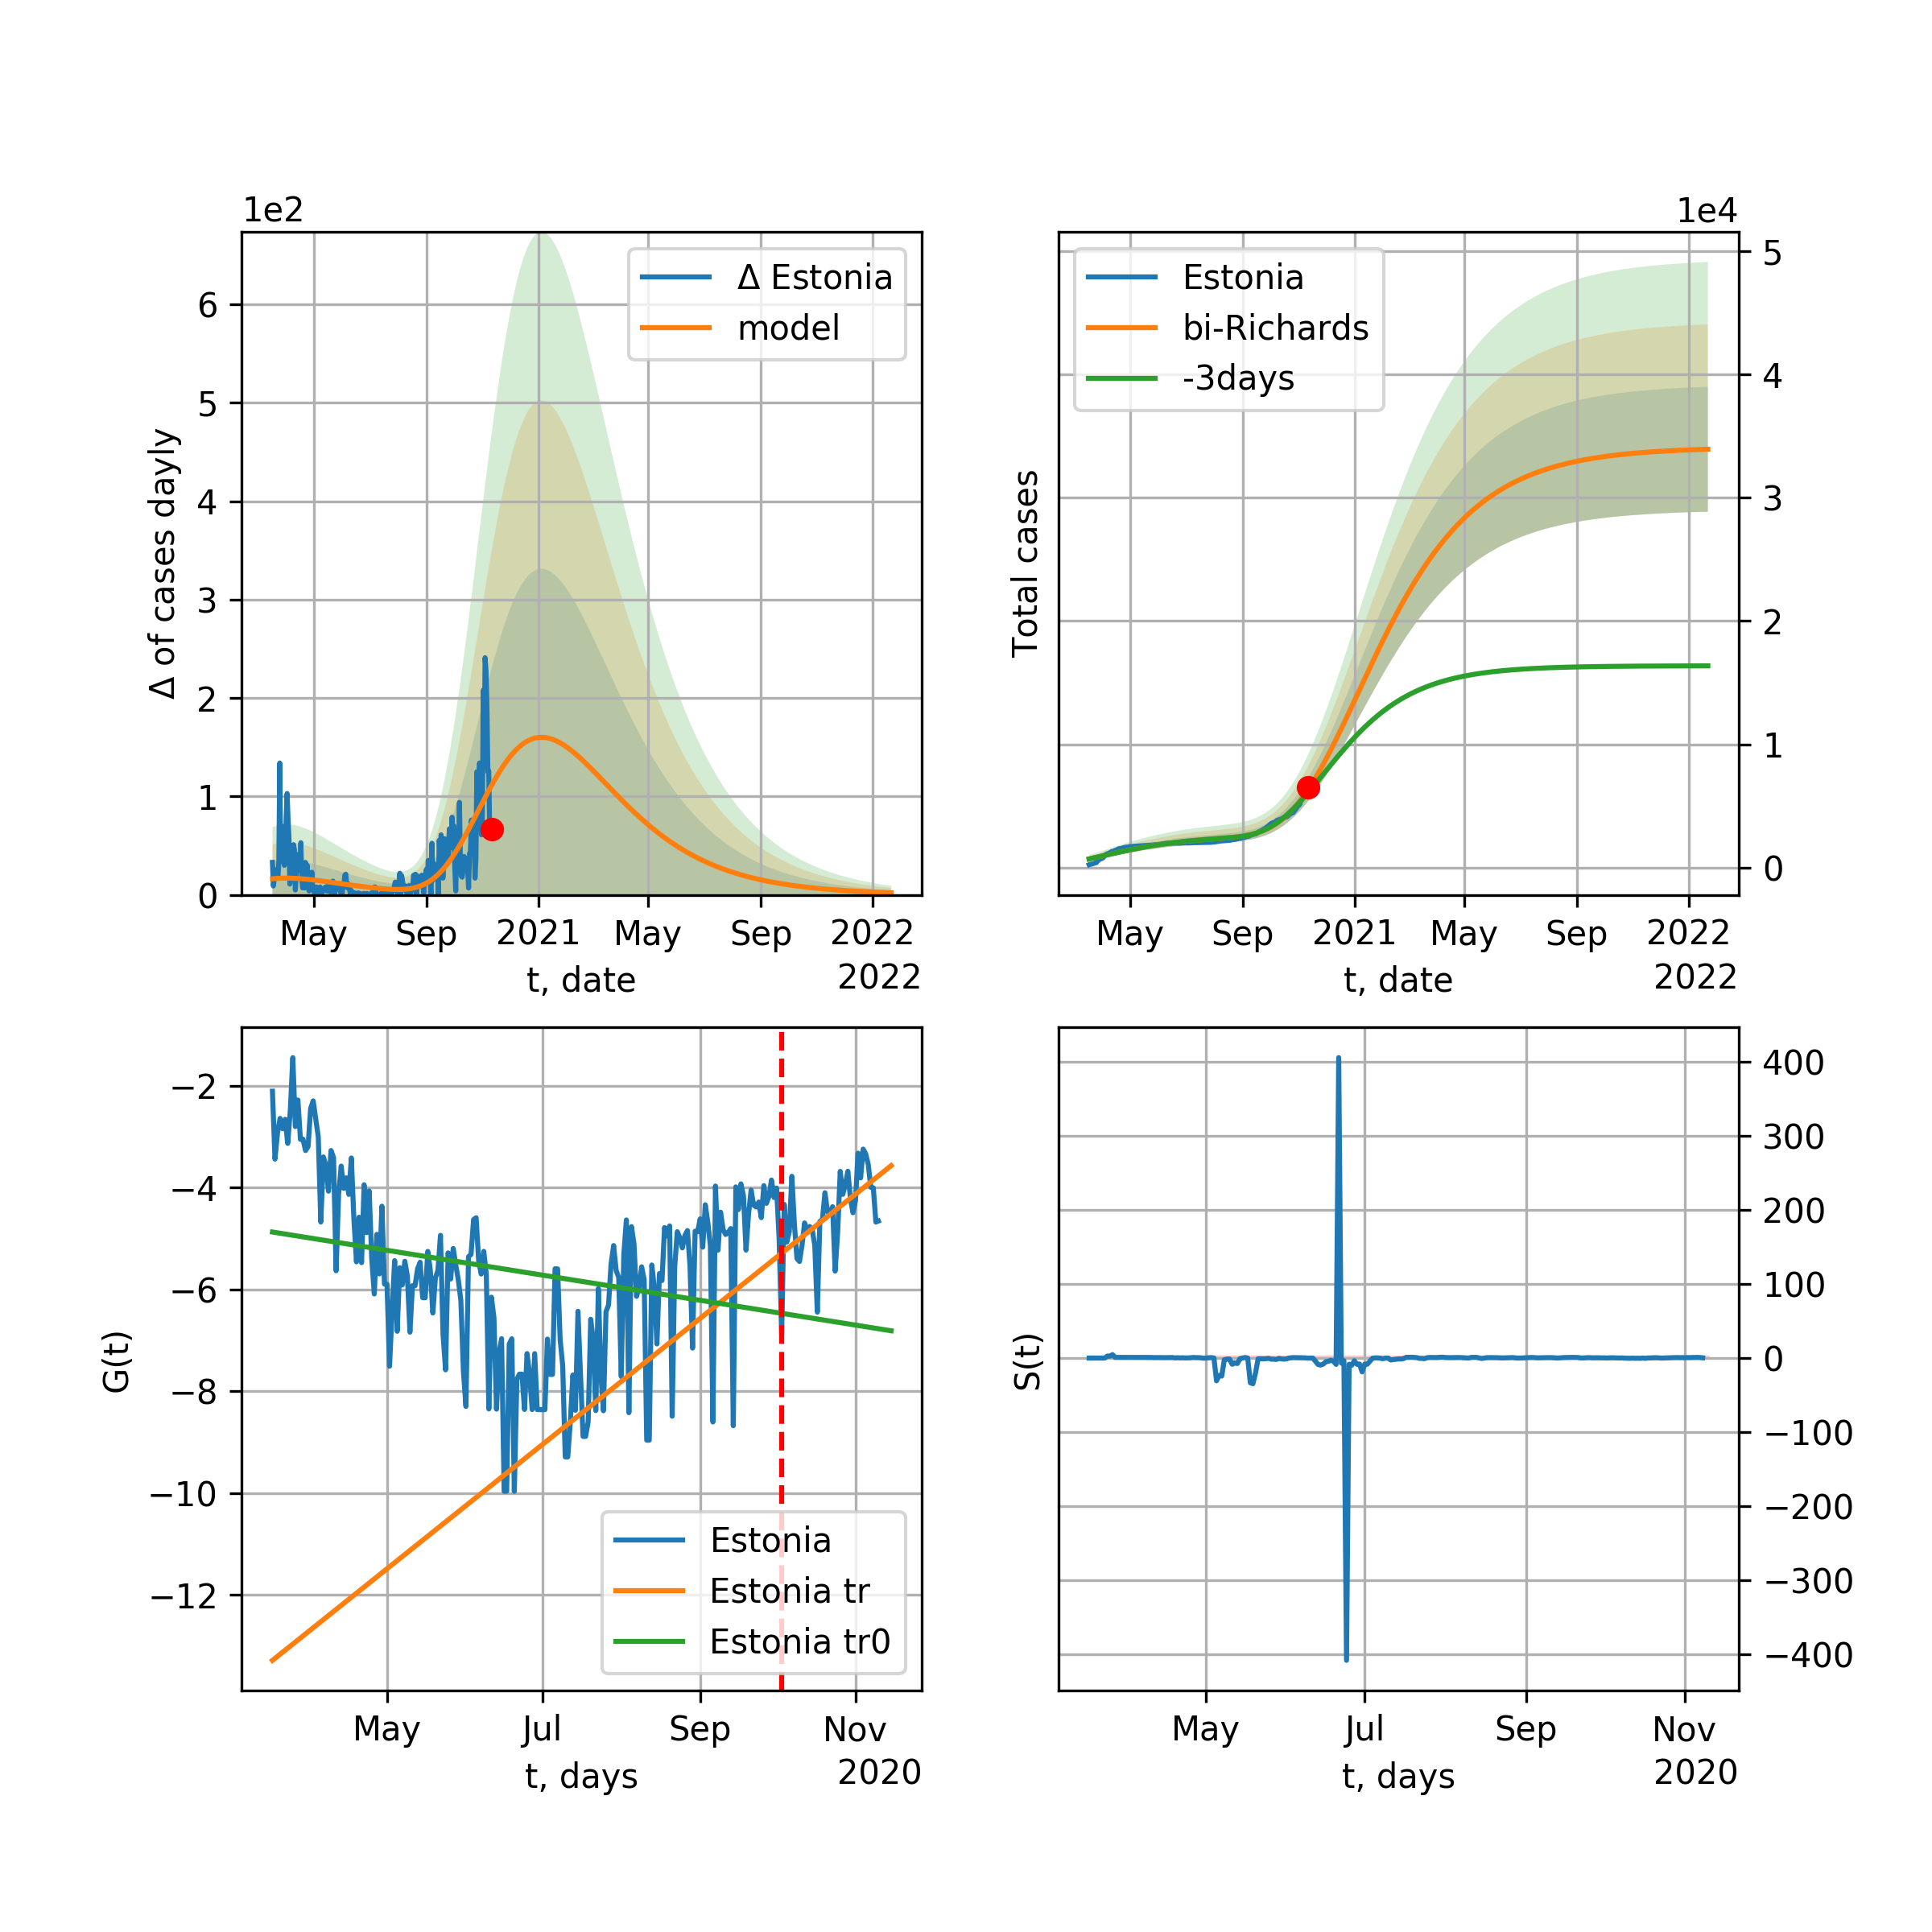 1e2
Δ Estonia
model
6
5
4
3
2
1
0
Δ of cases dayly
May Sep 2021 May Sep 2022
t, date
2022
1e4
Estonia
bi-Richards
-3days
5
4
3
2
1
0
Total cases
May Sep 2021 May Sep 2022
t, date
2022
−2
−4
−6
−8
−10
−12
G(t)
Estonia
Estonia tr
Estonia tr0
May Jul Sep Nov
t, days
2020
400
300
200
100
0
−100
−200
−300
−400
S(t)
May Jul Sep Nov
t, days
2020